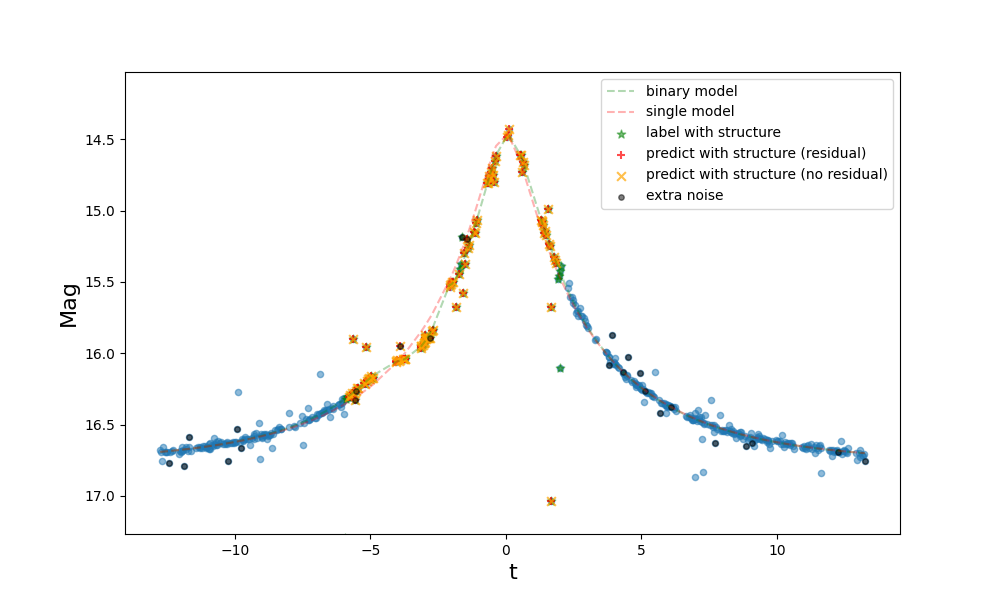 binary model
single model
label with structure
predict with structure (residual)
predict with structure (no residual)
extra noise
14.5
15.0
15.5
16.0
16.5
17.0
Mag
−10
−5
0
5
10
t